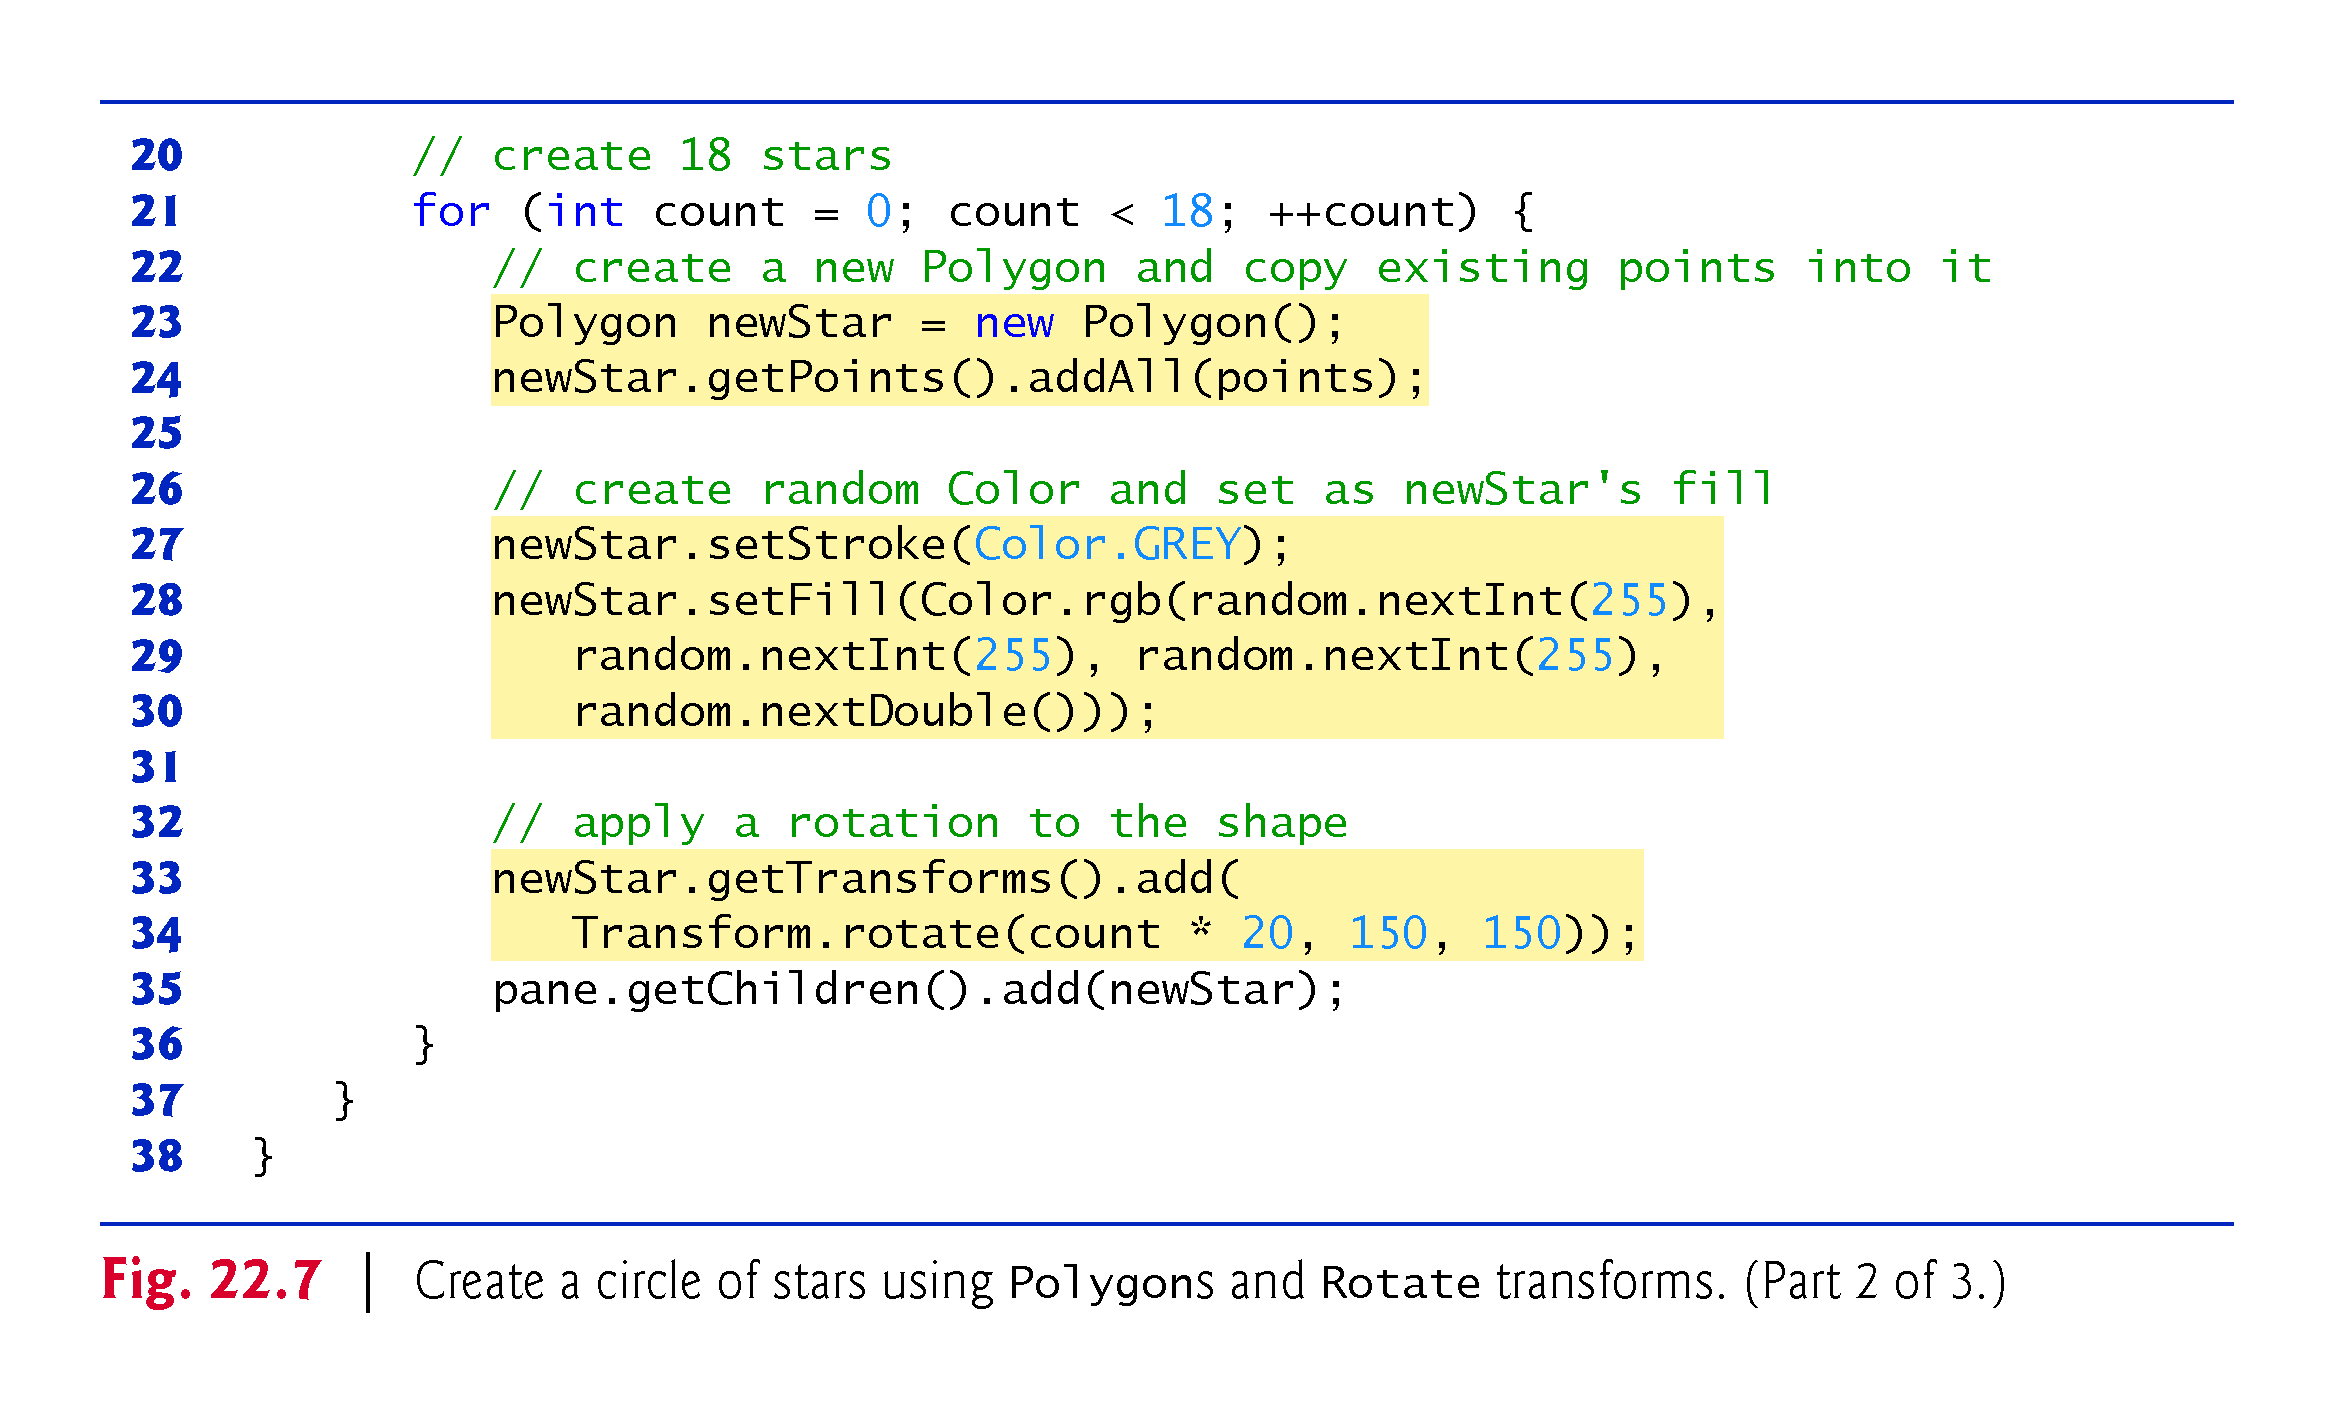 20 // create 18 stars
21 for (int count = 0; count < 18; ++count) {
22 // create a new Polygon and copy existing points into it
23 Polygon newStar = new Polygon();
24 newStar.getPoints().addAll(points);
25
26 // create random Color and set as newStar's fill
27 newStar.setStroke(Color.GREY);
28 newStar.setFill(Color.rgb(random.nextInt(255),
29 random.nextInt(255), random.nextInt(255),
30 random.nextDouble()));
31
32 // apply a rotation to the shape
33 newStar.getTransforms().add(
34 Transform.rotate(count * 20, 150, 150));
35 pane.getChildren().add(newStar);
36 }
37 }
38 }
Fig. 22.7 | Create a circle of stars using Polygons and Rotate transforms. (Part 2 of 3.)